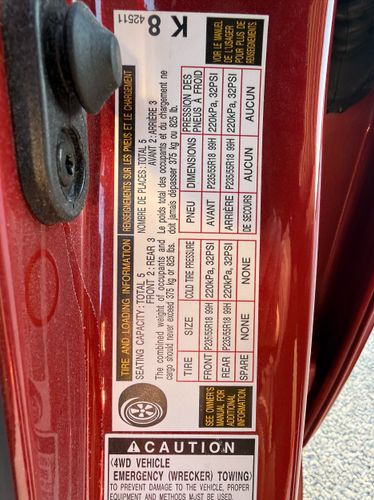 TIRE AND LOADING INFORMATION
SEATING CAPACITY: TOTAL 5
FRONT 2: REAR 3
The combined weight of occupants and
cargo should never exceed 375 kg or 825 lbs.
TIRE SIZE COLD TIRE PRESSURE
FRONT P235/55R18 99H 220kPa, 32PSI
REAR P235/55R18 99H 220kPa, 32PSI
SPARE NONE NONE
SEE OWNER'S
MANUAL FOR
ADDITIONAL
INFORMATION.
RENSEIGNEMENTS SUR LES PNEUS ET LE CHARGEMENT
NOMBRE DE PLACES: TOTAL 5
AVANT 2: ARRIÈRE 3
Le poids total des occupants et du chargement ne
doit jamais dépasser 375 kg ou 825 lb.
PNEU DIMENSIONS PRESSION DES
PNEUS À FROID
AVANT P235/55R18 99H 220kPa, 32PSI
ARRIÈRE P235/55R18 99H 220kPa, 32PSI
DE SECOURS AUCUN AUCUN
VOIR LE MANUEL
DE L'USAGER
POUR PLUS DE
RENSEIGNEMENTS
K 8
42511
CAUTION
(4WD VEHICLE
EMERGENCY (WRECKER) TOWING)
TO PREVENT DAMAGE TO THE VEHICLE, PROPER
EQUIPMENT AND METHODS MUST BE USED